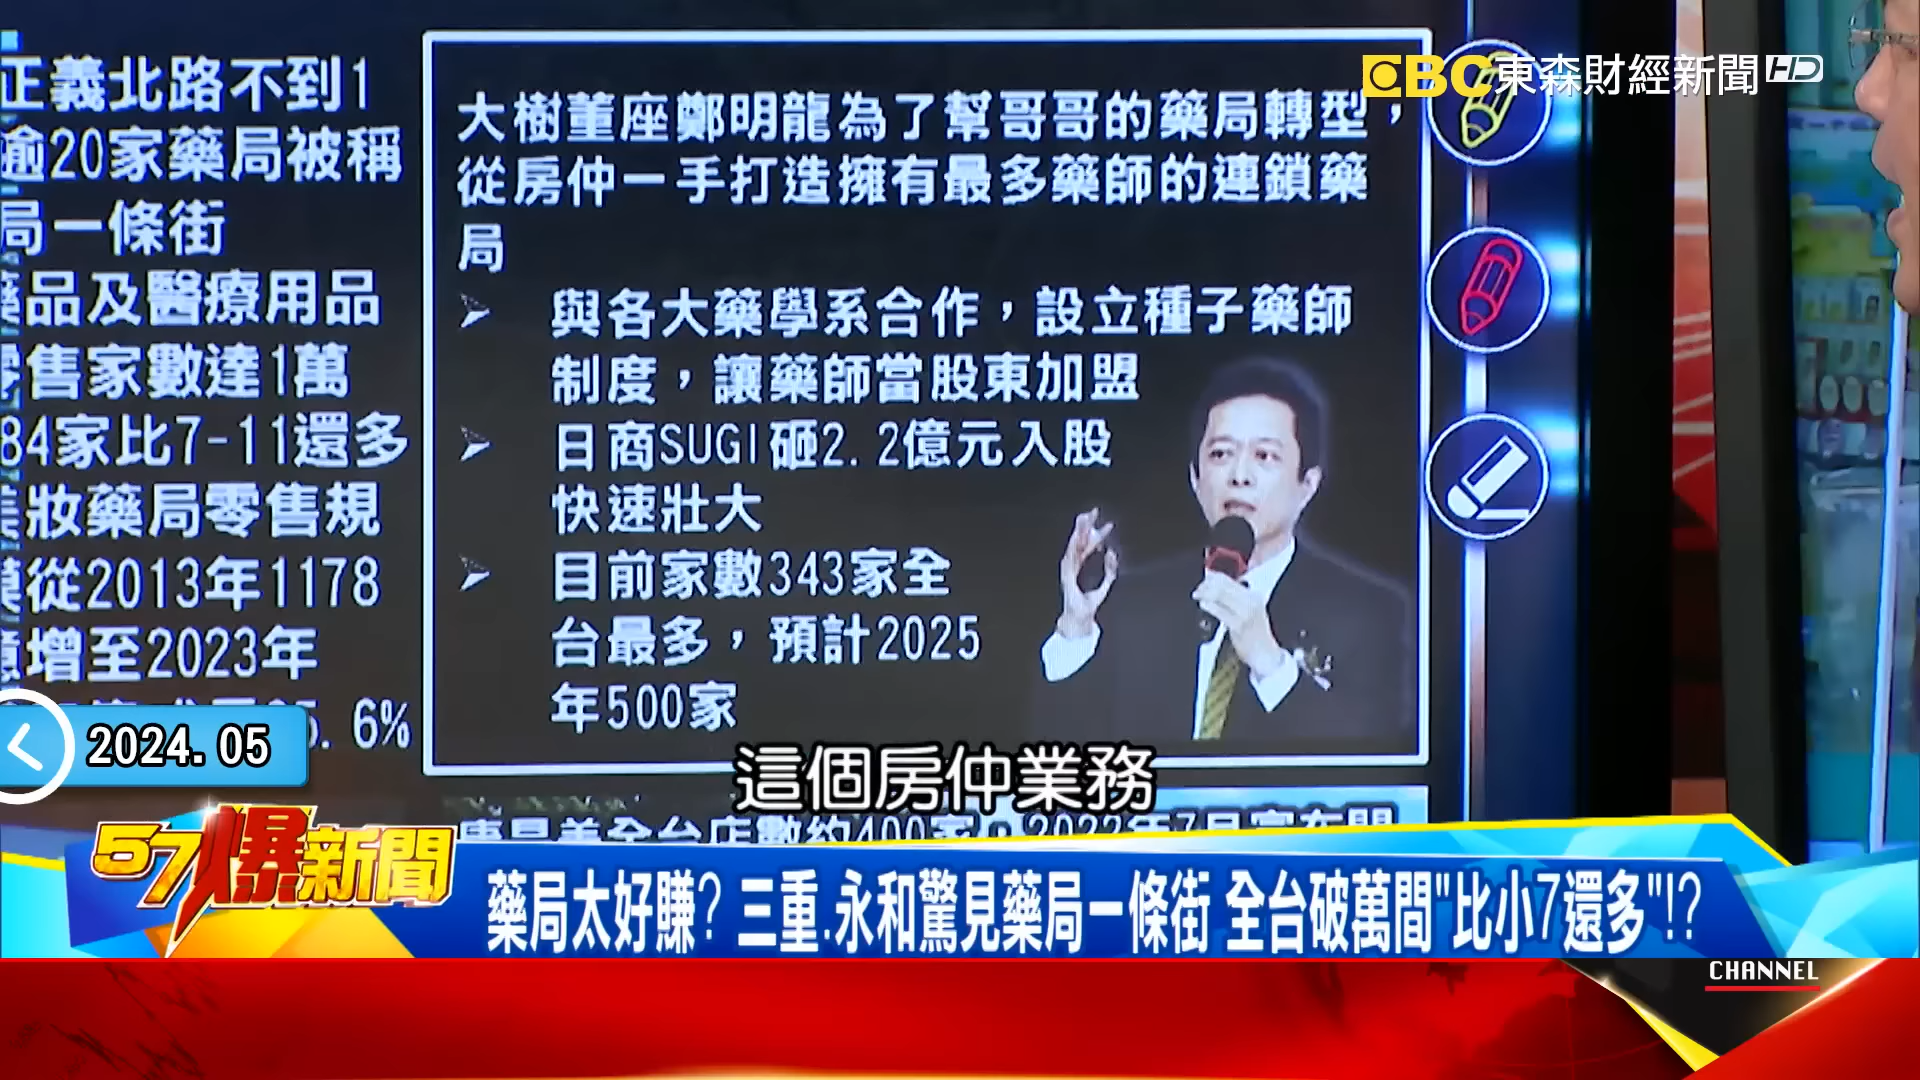 正義北路不到1
逾20家藥局被稱
局一條街
藥品及醫療用品
零售家數達1萬
84家比7-11還多
妝藥局零售規
從2013年1178
增至2023年
.6%
大樹董座鄭明龍為了幫哥哥的藥局轉型，
從房仲一手打造擁有最多藥師的連鎖藥
局
➢ 與各大藥學系合作，設立種子藥師
制度，讓藥師當股東加盟
➢ 日商SUGI砸2.2億元入股
快速壯大
➢ 目前家數343家全
台最多，預計2025
年500家
EBC東森財經新聞HD
2024.05
這個房仲業務
57爆新聞
藥局太好賺? 三重.永和驚見藥局一條街 全台破萬間"比小7還多"!?
CHANNEL